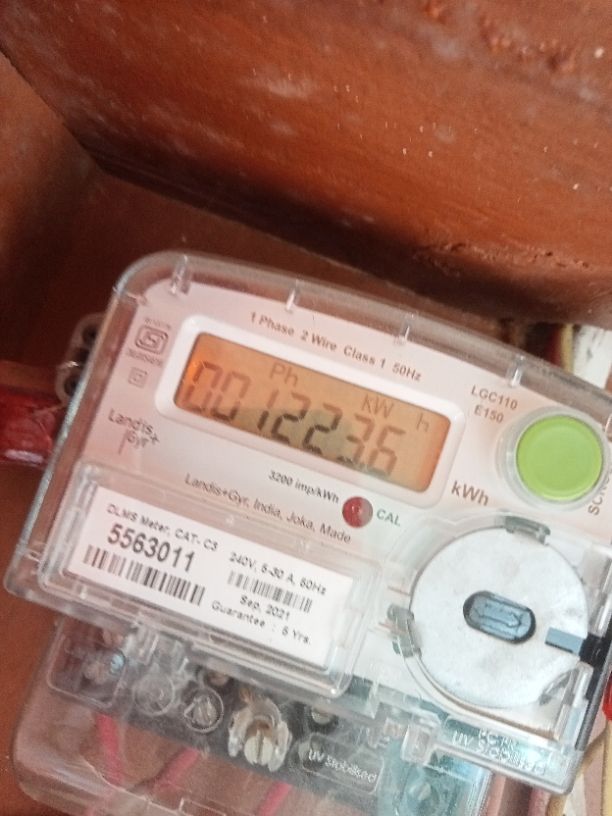 1 Phase 2 Wire Class 1 50Hz
Ph kW h
001223.6
LGC110
E150
Landis
Gyr+
kWh
3200 imp/kWh
CAL
Landis+Gyr, India, Joka, Made
DLMS Meter, CAT- C3
5563011
240V, 5-30 A, 50Hz
Sep, 2021
Guarantee : 5 Yrs.
UV Stabilised